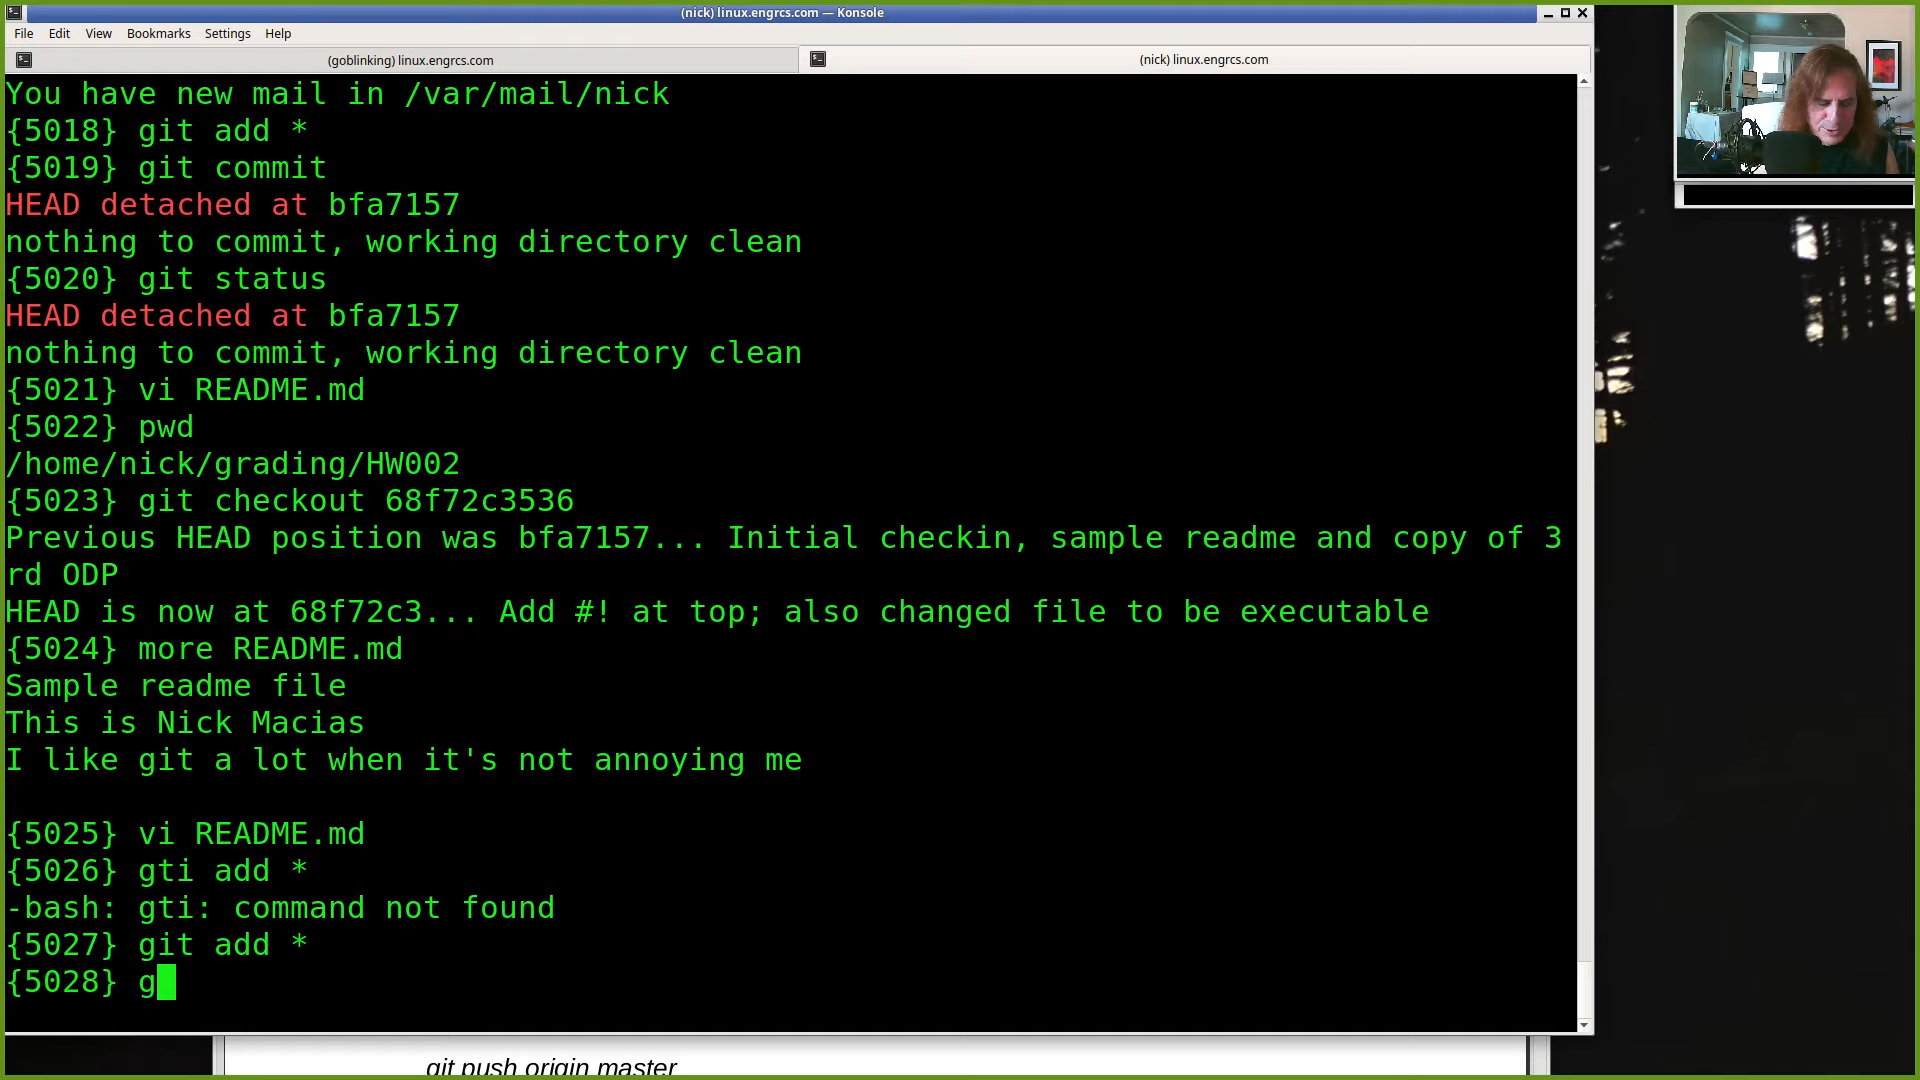 (nick) linux.engrcs.com — Konsole
File Edit View Bookmarks Settings Help
(goblinking) linux.engrcs.com (nick) linux.engrcs.com
You have new mail in /var/mail/nick
{5018} git add *
{5019} git commit
HEAD detached at bfa7157
nothing to commit, working directory clean
{5020} git status
HEAD detached at bfa7157
nothing to commit, working directory clean
{5021} vi README.md
{5022} pwd
/home/nick/grading/HW002
{5023} git checkout 68f72c3536
Previous HEAD position was bfa7157... Initial checkin, sample readme and copy of 3
rd ODP
HEAD is now at 68f72c3... Add #! at top; also changed file to be executable
{5024} more README.md
Sample readme file
This is Nick Macias
I like git a lot when it's not annoying me
{5025} vi README.md
{5026} gti add *
-bash: gti: command not found
{5027} git add *
{5028} g
git push origin master